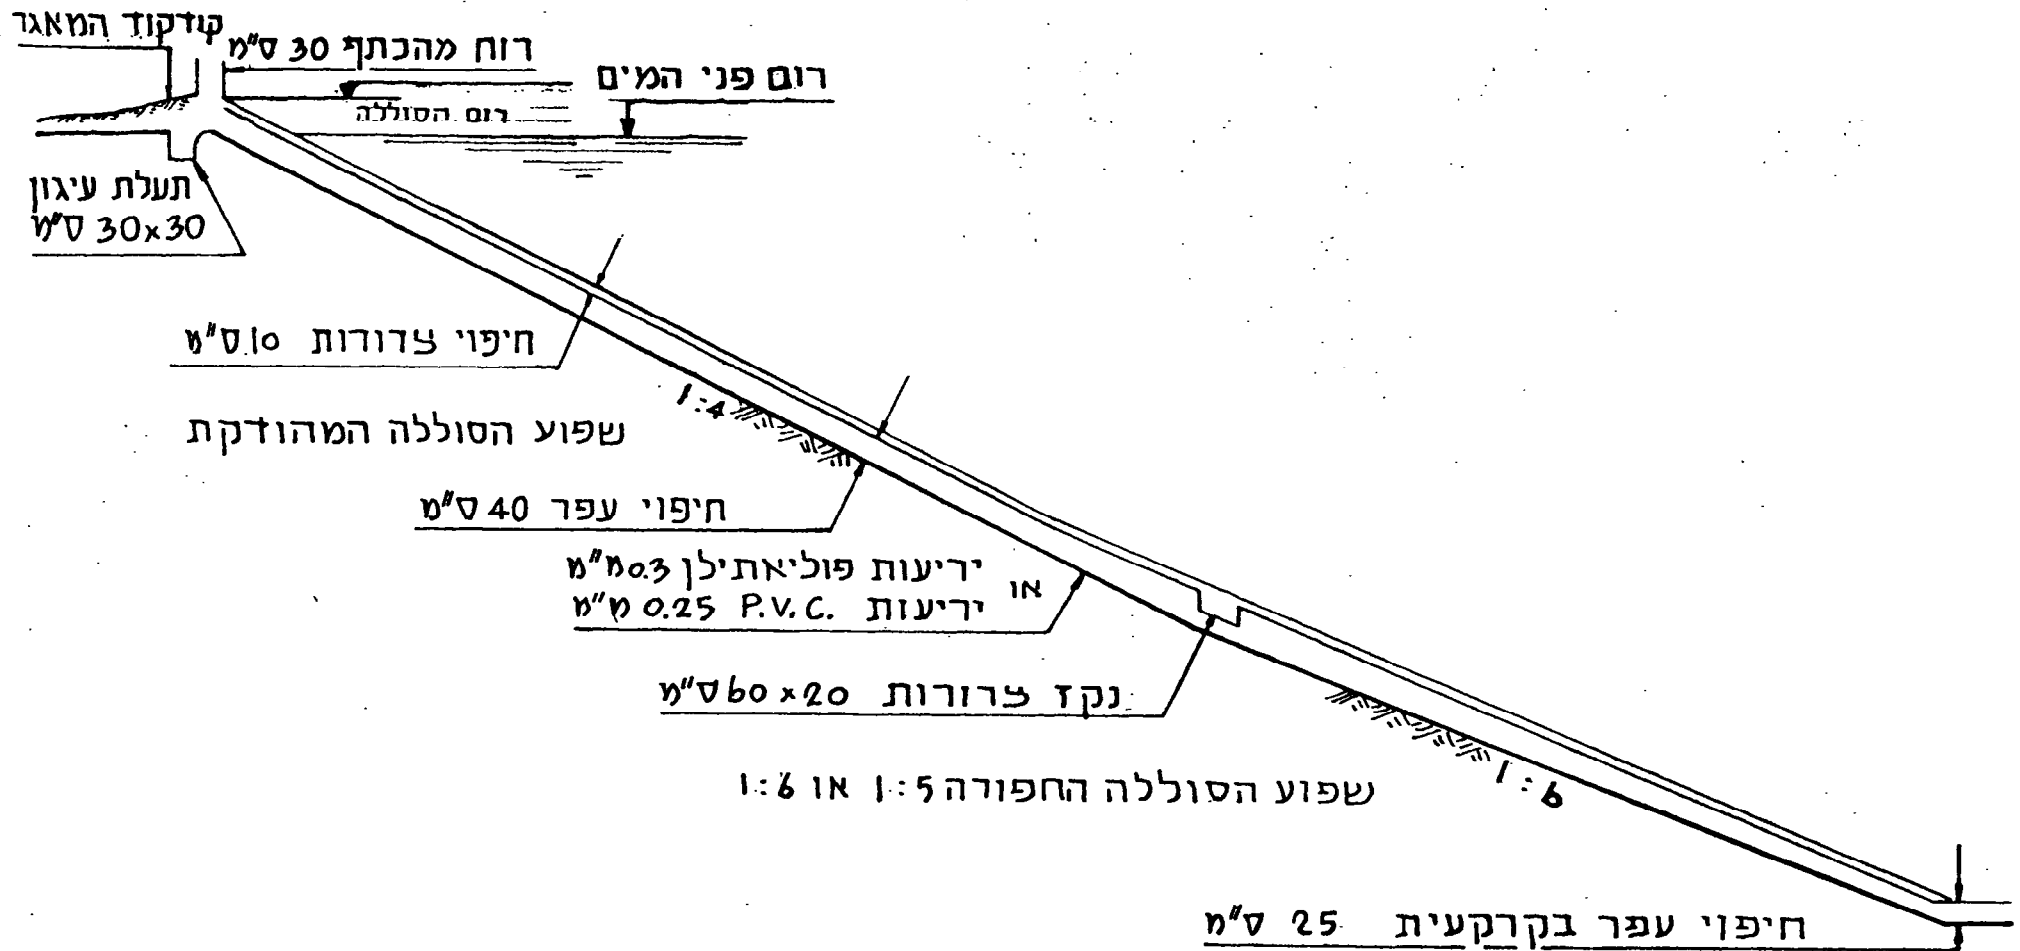 קודקוד המאגר
רוח מהכתף 30 ס"מ
רום פני המים
רום הסוללה
תעלת עיגון
30x30 ס"מ
חיפוי צרורות 10 ס"מ
1:4
שפוע הסוללה המהודקת
חיפוי עפר 40 ס"מ
יריעות פוליאתילן 0.3 מ"מ
או
יריעות P.V.C. 0.25 מ"מ
נקז צרורות 60x20 ס"מ
שפוע הסוללה החפורה 1:5 או 1:6
1:6
חיפוי עפר בקרקעית 25 ס"מ